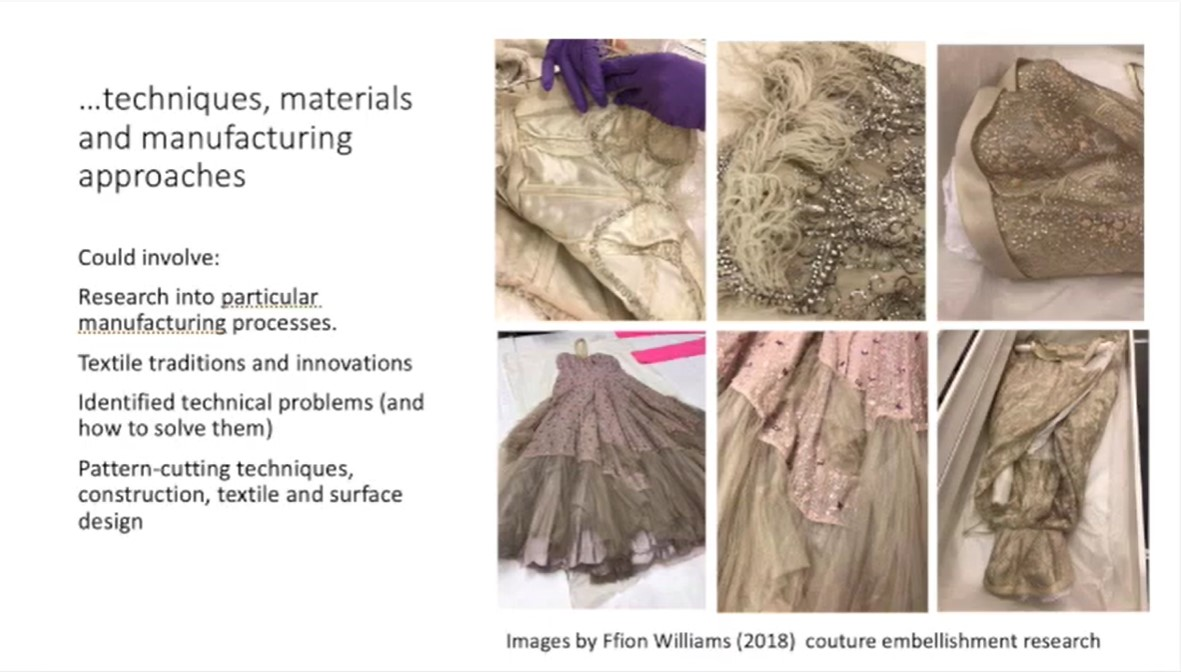 ...techniques, materials
and manufacturing
approaches
Could involve:
Research into particular
manufacturing processes.
Textile traditions and innovations
Identified technical problems (and
how to solve them)
Pattern-cutting techniques,
construction, textile and surface
design
Images by Ffion Williams (2018)  couture embellishment research